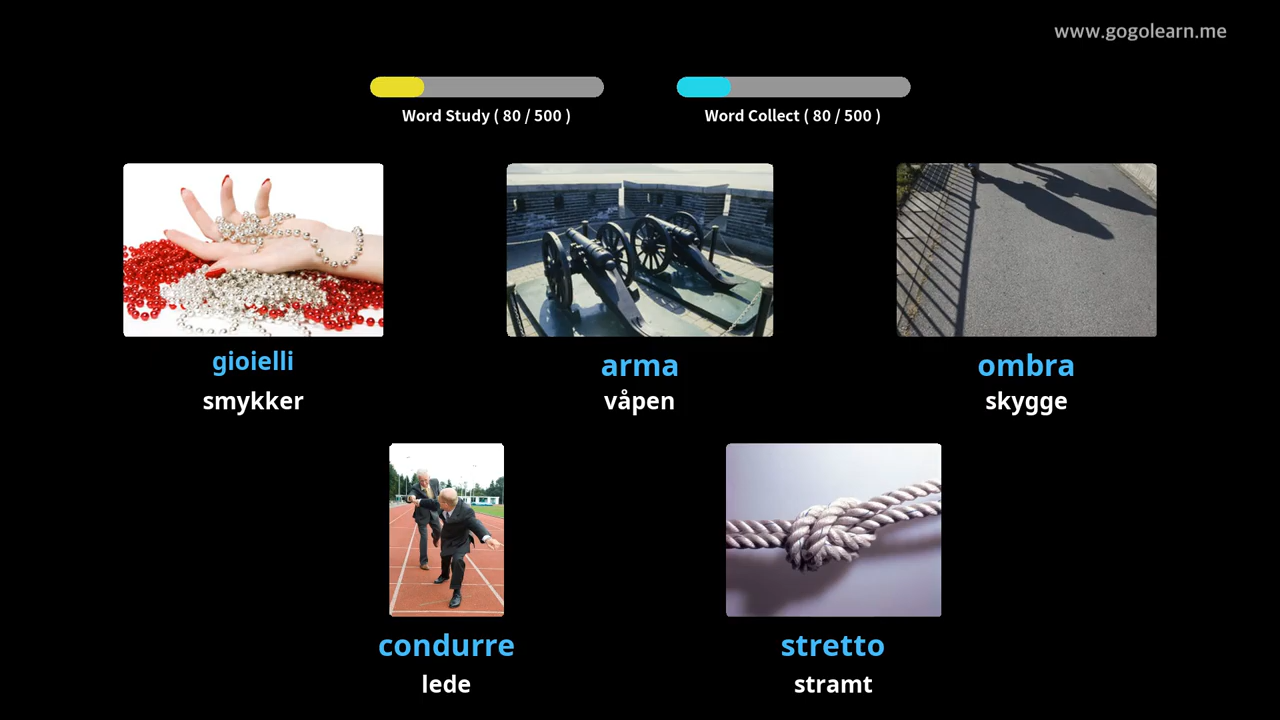 www.gogolearn.me
Word Study ( 80 / 500 )
Word Collect ( 80 / 500 )
gioielli
smykker
arma
våpen
ombra
skygge
condurre
lede
stretto
stramt